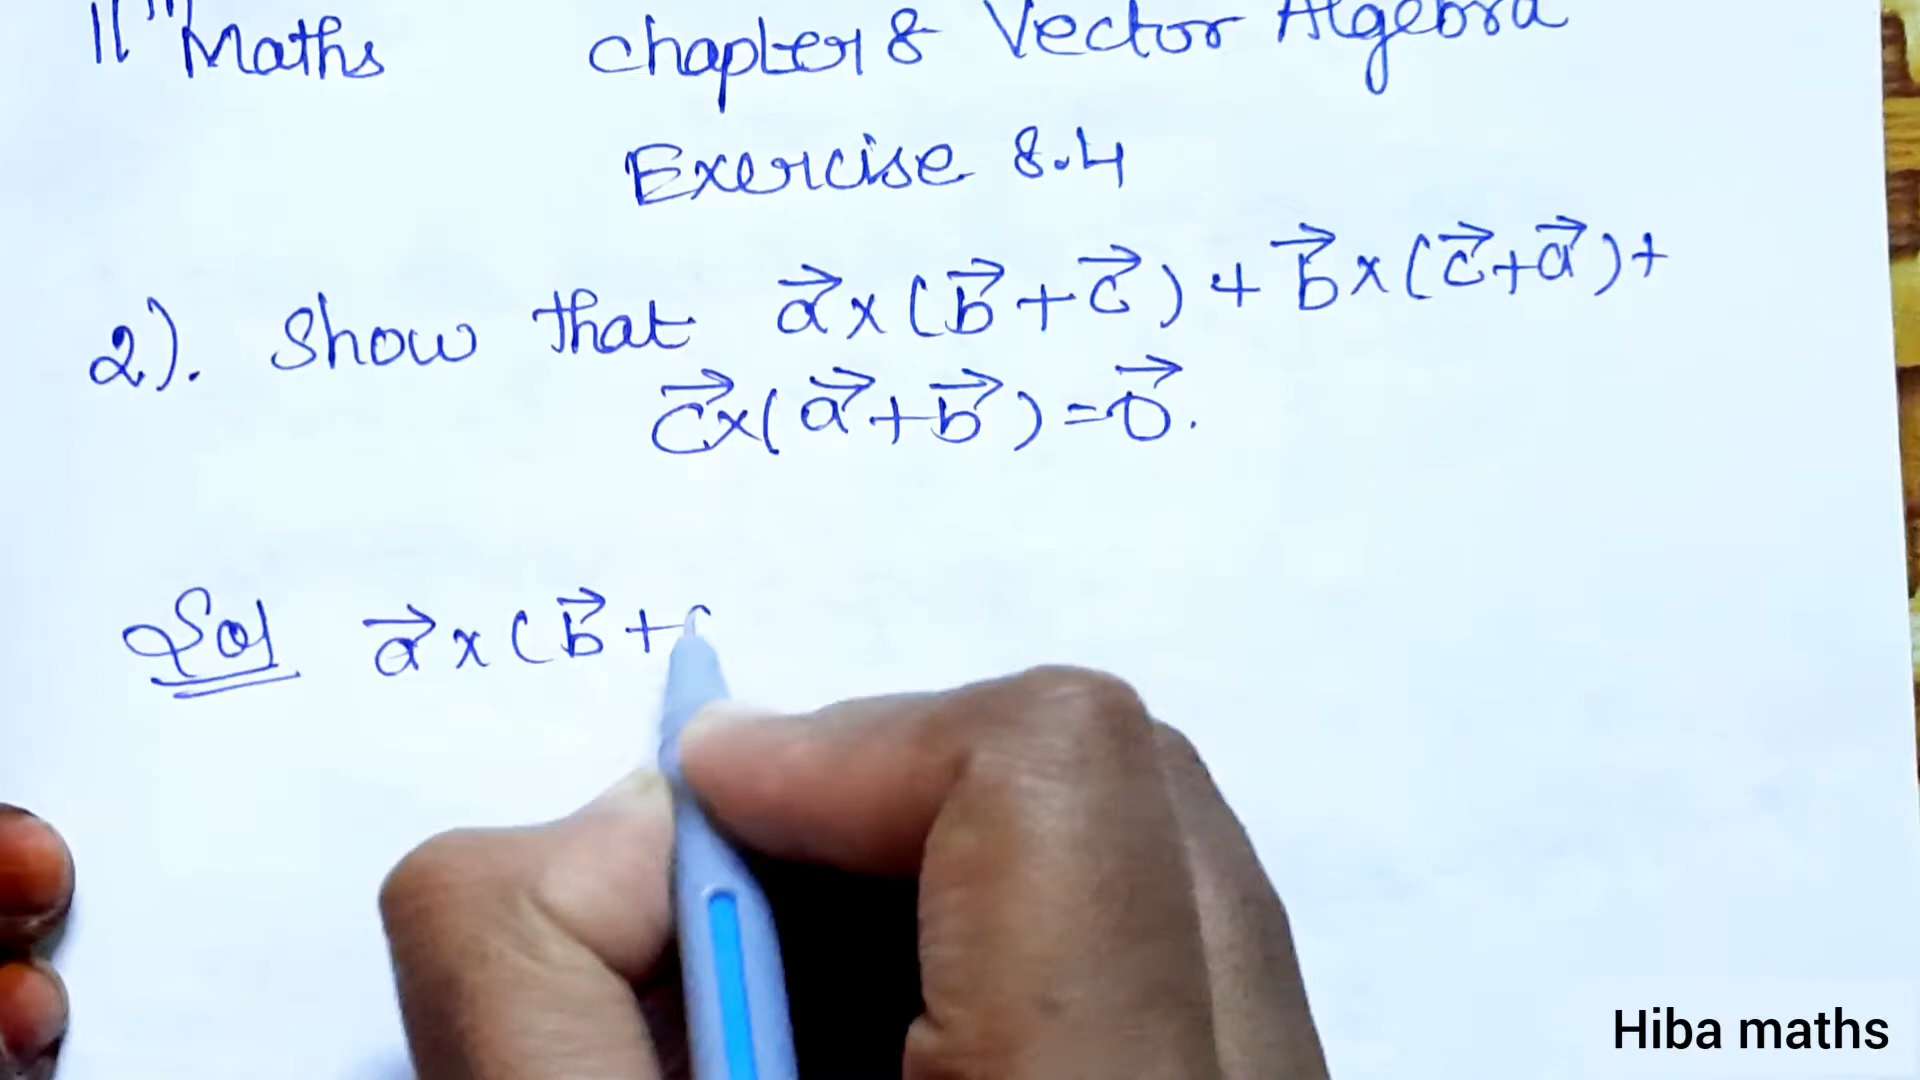 11th Maths chapter 8 Vector Algebra
Exercise 8.4
2). Show that a⃗ × (b⃗ + c⃗) + b⃗ × (c⃗ + a⃗) +
c⃗ × (a⃗ + b⃗) = 0⃗.
Sol a⃗ × (b⃗ + c
Hiba maths